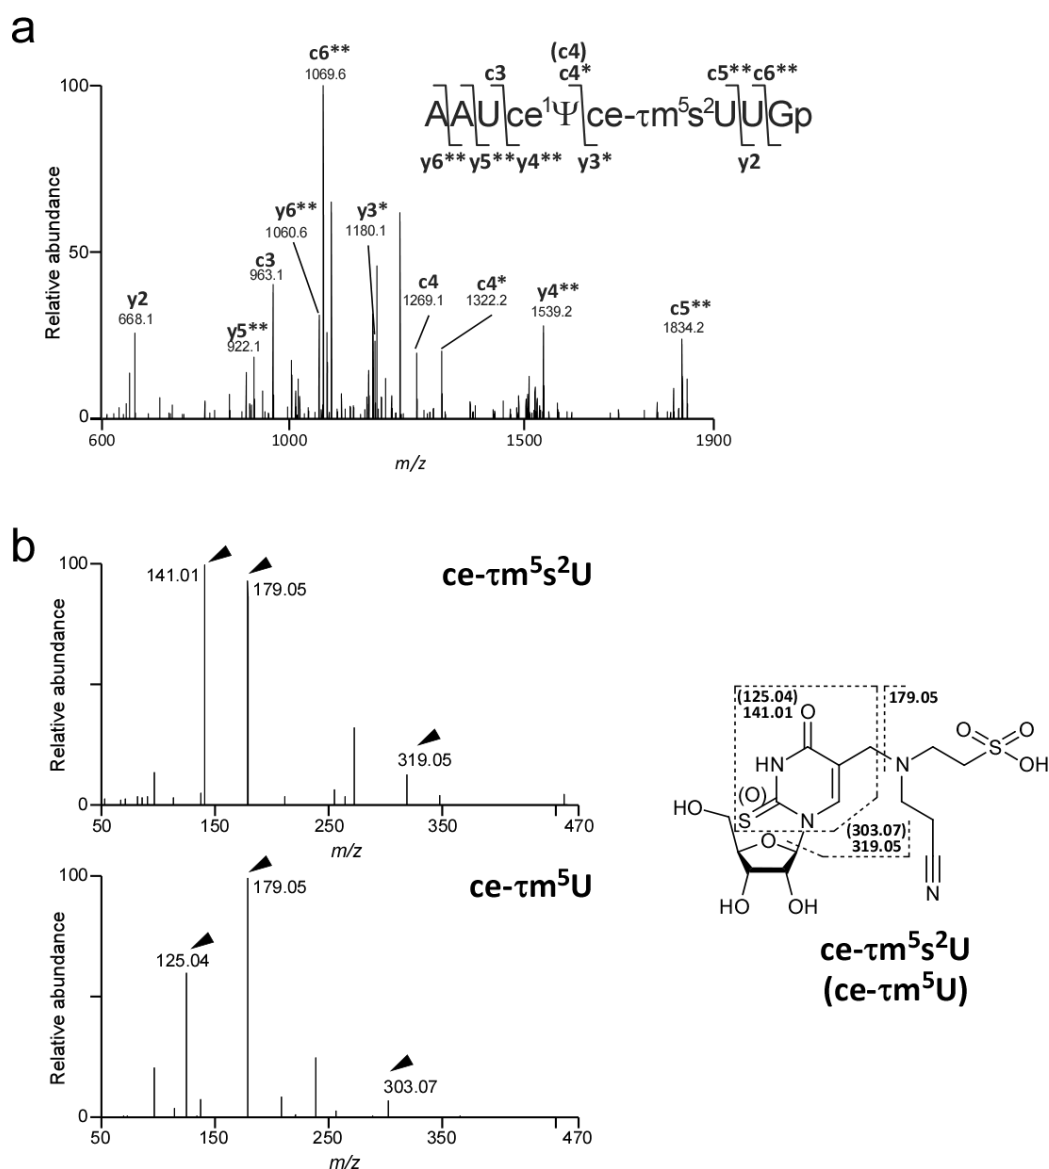 a
c6**
1069.6
(c4)
c3
c4*
c5**
c6**
AAUce¹Ψce-τm⁵s²UUGp
y6**
y5**
y4**
y3*
y2
100
50
0
Relative abundance
y2
668.1
y5**
922.1
c3
963.1
y6**
1060.6
y3*
1180.1
c4
1269.1
c4*
1322.2
y4**
1539.2
c5**
1834.2
600
1000
1500
1900
m/z
b
100
0
Relative abundance
141.01
179.05
319.05
ce-τm⁵s²U
50
150
250
350
470
m/z
100
0
Relative abundance
125.04
179.05
303.07
ce-τm⁵U
50
150
250
350
470
m/z
(125.04)
141.01
179.05
O
O
O
S
OH
HN
N
(O)
S
N
HO
O
(303.07)
319.05
N
HO
OH
ce-τm⁵s²U
(ce-τm⁵U)